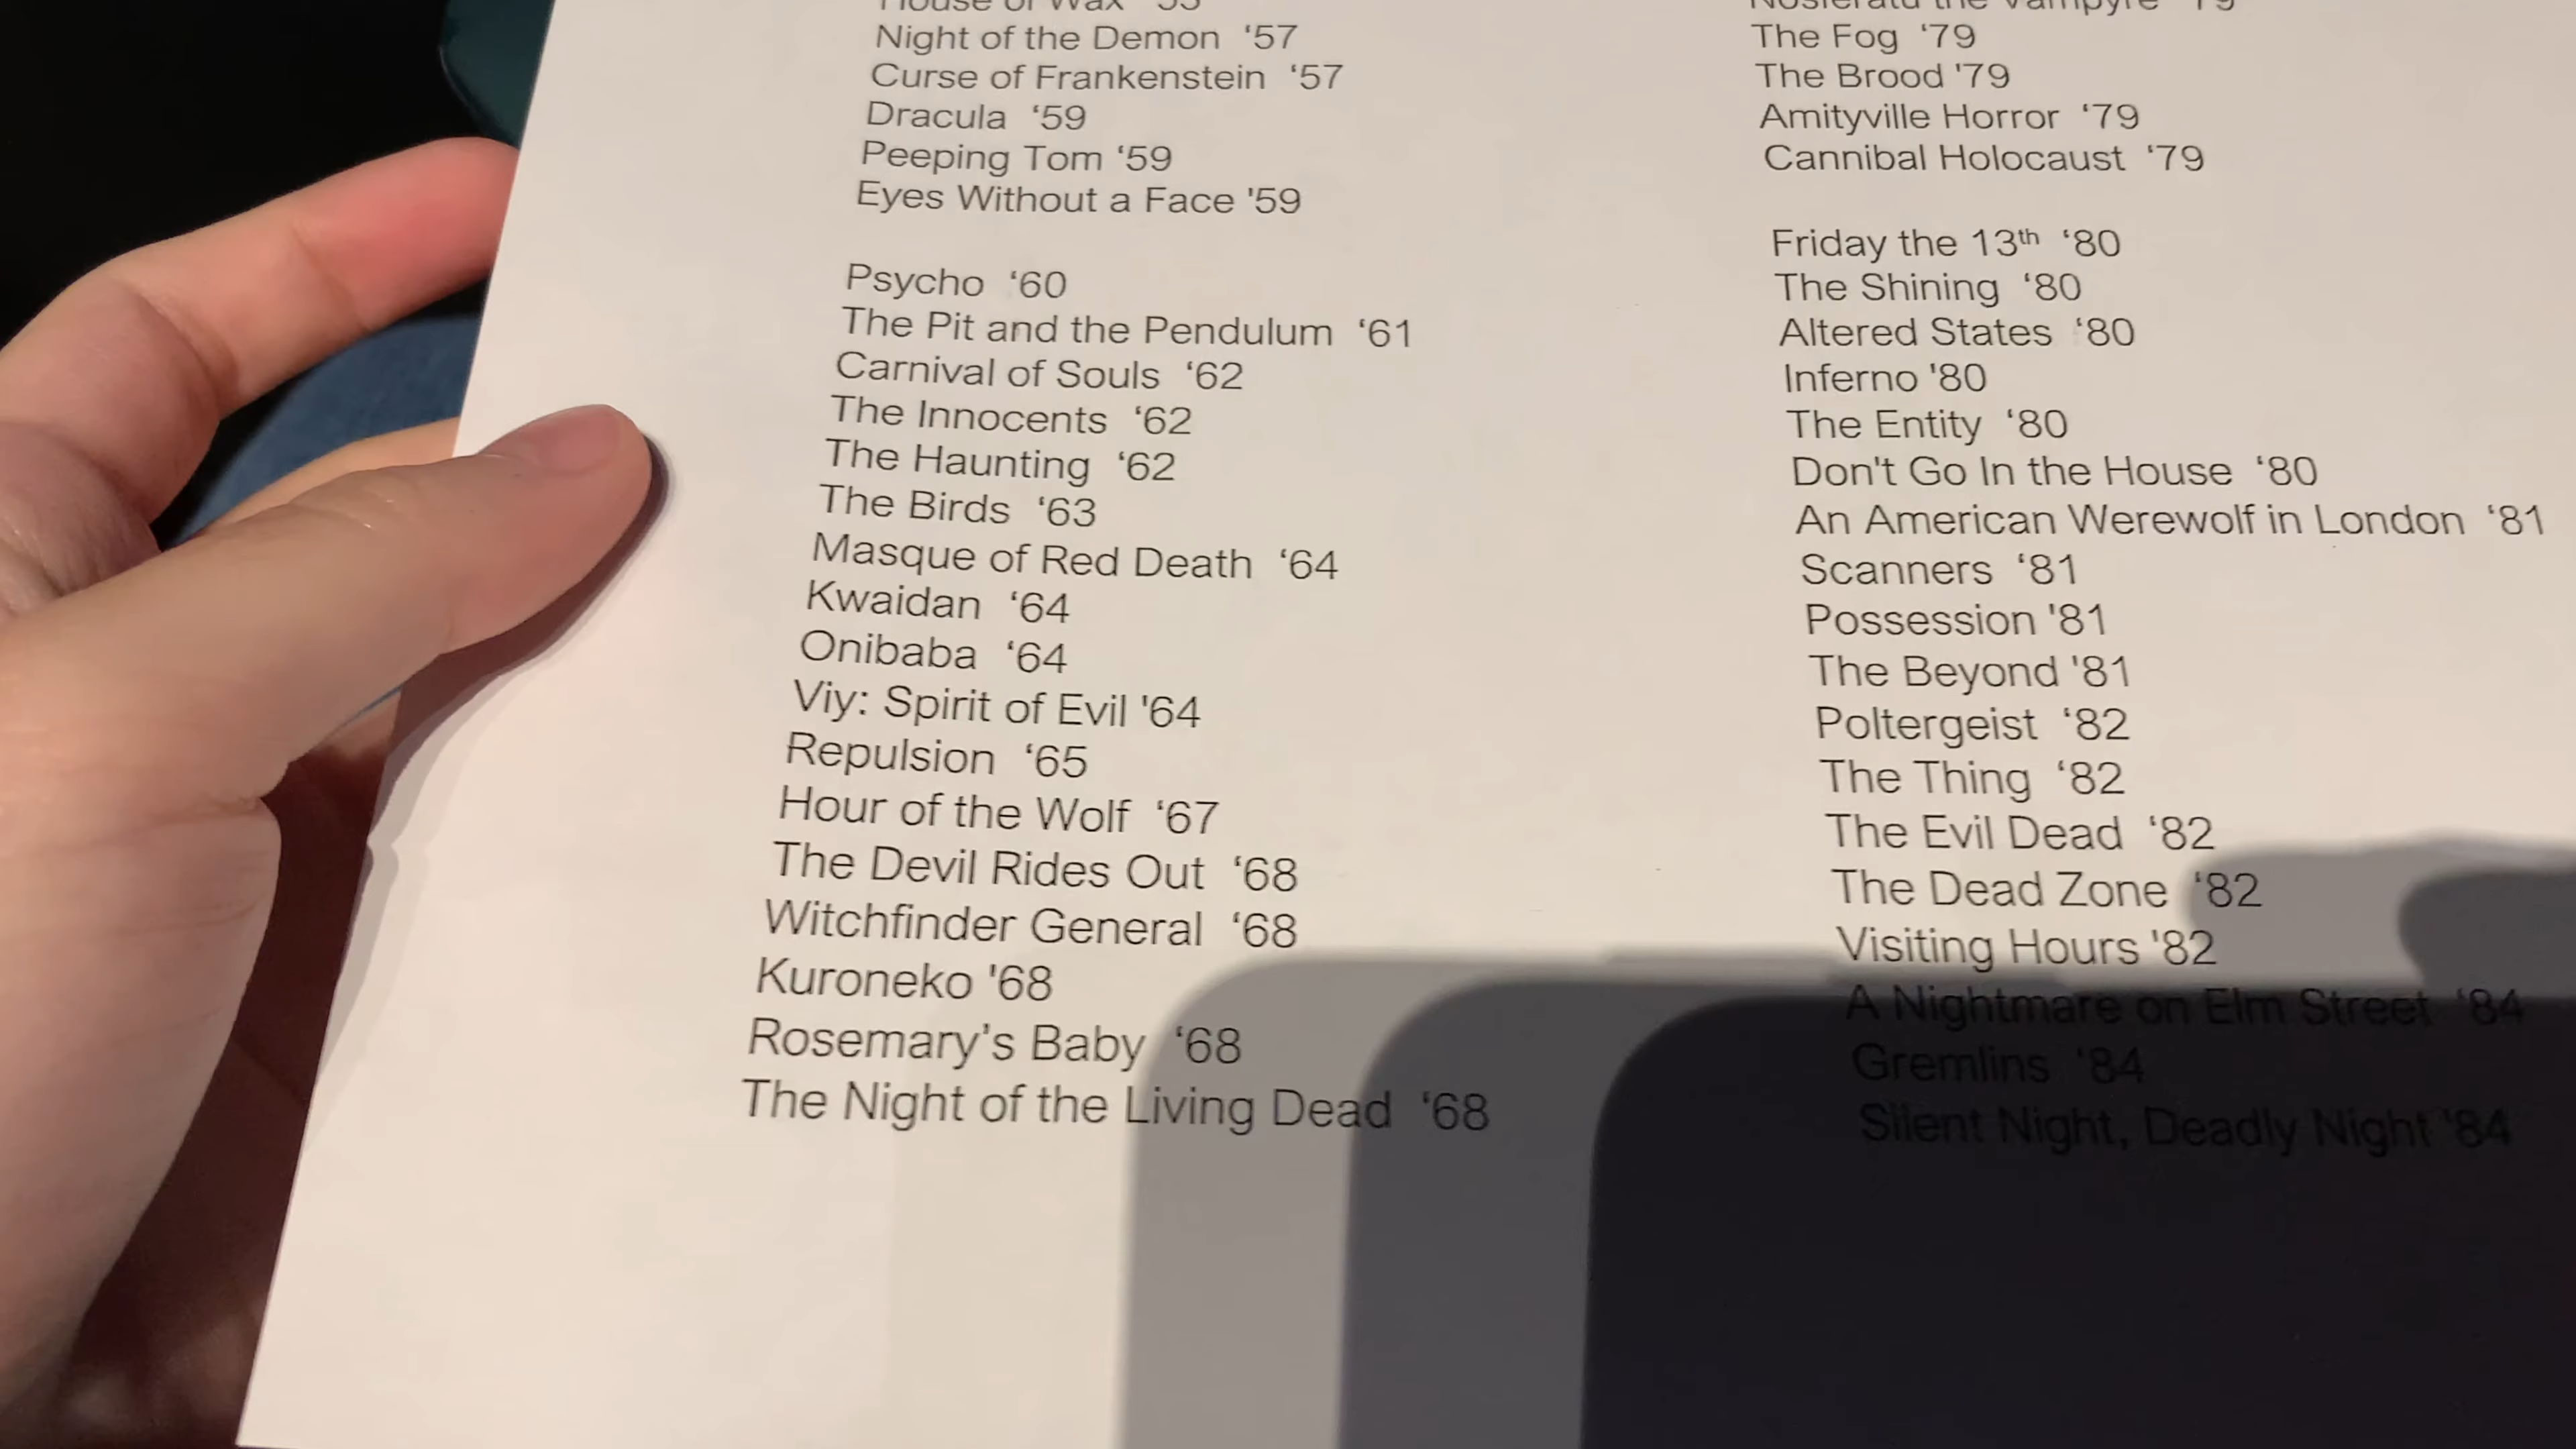 House of Wax '53
Night of the Demon ‘57
Curse of Frankenstein ‘57
Dracula ‘59
Peeping Tom ‘59
Eyes Without a Face '59
Psycho ‘60
The Pit and the Pendulum ‘61
Carnival of Souls ‘62
The Innocents ‘62
The Haunting ‘62
The Birds ‘63
Masque of Red Death ‘64
Kwaidan ‘64
Onibaba ‘64
Viy: Spirit of Evil '64
Repulsion ‘65
Hour of the Wolf ‘67
The Devil Rides Out ‘68
Witchfinder General ‘68
Kuroneko '68
Rosemary’s Baby ‘68
The Night of the Living Dead ‘68
Nosferatu the Vampyre '79
The Fog ‘79
The Brood '79
Amityville Horror ‘79
Cannibal Holocaust ‘79
Friday the 13th ‘80
The Shining ‘80
Altered States ‘80
Inferno '80
The Entity ‘80
Don't Go In the House ‘80
An American Werewolf in London ‘81
Scanners ‘81
Possession '81
The Beyond '81
Poltergeist ‘82
The Thing ‘82
The Evil Dead ‘82
The Dead Zone ‘82
Visiting Hours '82
A Nightmare on Elm Street ‘84
Gremlins ‘84
Silent Night, Deadly Night '84